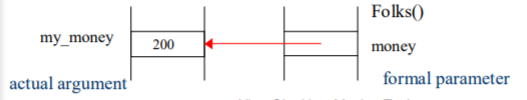 Folks()
my_money
200
money
actual argument
formal parameter